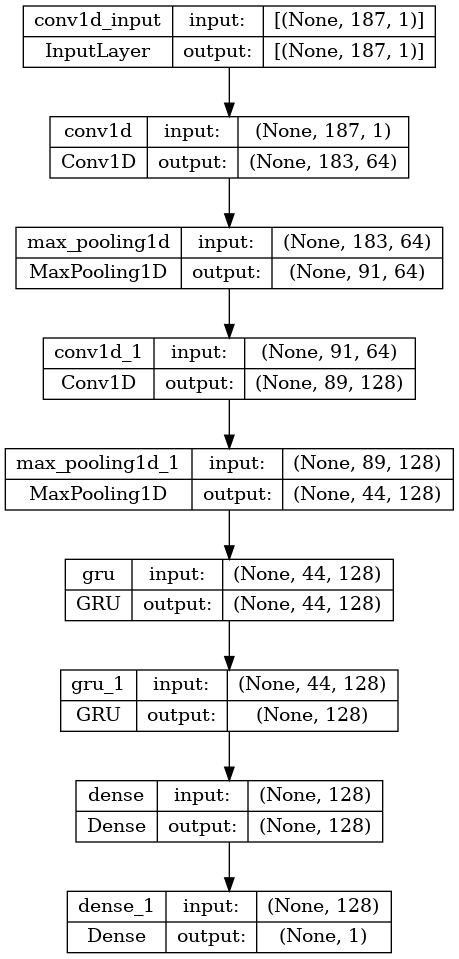 conv1d_input input: [(None, 187, 1)]
InputLayer output: [(None, 187, 1)]
conv1d input: (None, 187, 1)
Conv1D output: (None, 183, 64)
max_pooling1d input: (None, 183, 64)
MaxPooling1D output: (None, 91, 64)
conv1d_1 input: (None, 91, 64)
Conv1D output: (None, 89, 128)
max_pooling1d_1 input: (None, 89, 128)
MaxPooling1D output: (None, 44, 128)
gru input: (None, 44, 128)
GRU output: (None, 44, 128)
gru_1 input: (None, 44, 128)
GRU output: (None, 128)
dense input: (None, 128)
Dense output: (None, 128)
dense_1 input: (None, 128)
Dense output: (None, 1)